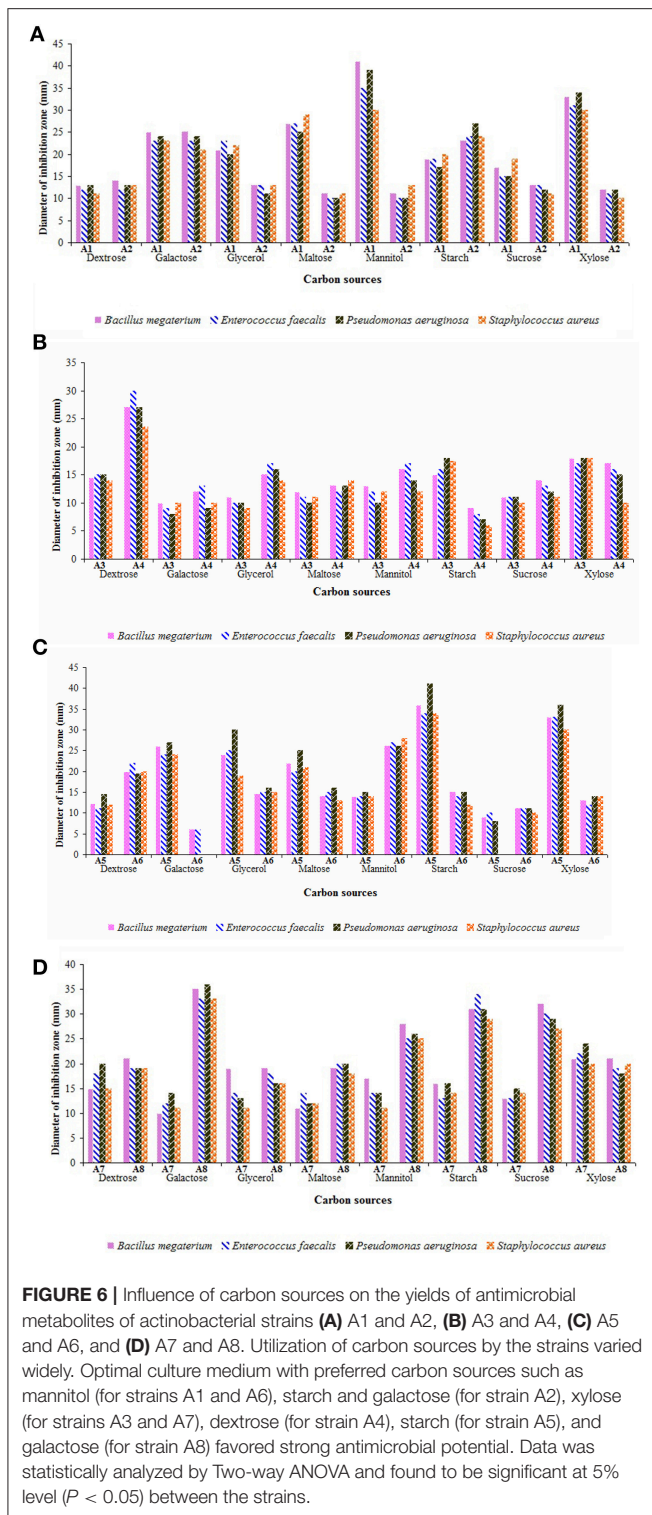 A
Diameter of inhibition zone (mm)
45
40
35
30
25
20
15
10
5
0
A1 A2 A1 A2 A1 A2 A1 A2 A1 A2 A1 A2 A1 A2 A1 A2
Dextrose Galactose Glycerol Maltose Mannitol Starch Sucrose Xylose
Carbon sources
Bacillus megaterium Enterococcus faecalis Pseudomonas aeruginosa Staphylococcus aureus
B
Diameter of inhibition zone (mm)
35
30
25
20
15
10
5
0
A3 A4 A3 A4 A3 A4 A3 A4 A3 A4 A3 A4 A3 A4 A3 A4
Dextrose Galactose Glycerol Maltose Mannitol Starch Sucrose Xylose
Carbon sources
Bacillus megaterium Enterococcus faecalis Pseudomonas aeruginosa Staphylococcus aureus
C
Diameter of inhibition zone (mm)
45
40
35
30
25
20
15
10
5
0
A5 A6 A5 A6 A5 A6 A5 A6 A5 A6 A5 A6 A5 A6 A5 A6
Dextrose Galactose Glycerol Maltose Mannitol Starch Sucrose Xylose
Carbon sources
Bacillus megaterium Enterococcus faecalis Pseudomonas aeruginosa Staphylococcus aureus
D
Diameter of inhibition zone (mm)
40
35
30
25
20
15
10
5
0
A7 A8 A7 A8 A7 A8 A7 A8 A7 A8 A7 A8 A7 A8 A7 A8
Dextrose Galactose Glycerol Maltose Mannitol Starch Sucrose Xylose
Carbon sources
Bacillus megaterium Enterococcus faecalis Pseudomonas aeruginosa Staphylococcus aureus
FIGURE 6 | Influence of carbon sources on the yields of antimicrobial
metabolites of actinobacterial strains (A) A1 and A2, (B) A3 and A4, (C) A5
and A6, and (D) A7 and A8. Utilization of carbon sources by the strains varied
widely. Optimal culture medium with preferred carbon sources such as
mannitol (for strains A1 and A6), starch and galactose (for strain A2), xylose
(for strains A3 and A7), dextrose (for strain A4), starch (for strain A5), and
galactose (for strain A8) favored strong antimicrobial potential. Data was
statistically analyzed by Two-way ANOVA and found to be significant at 5%
level (P < 0.05) between the strains.